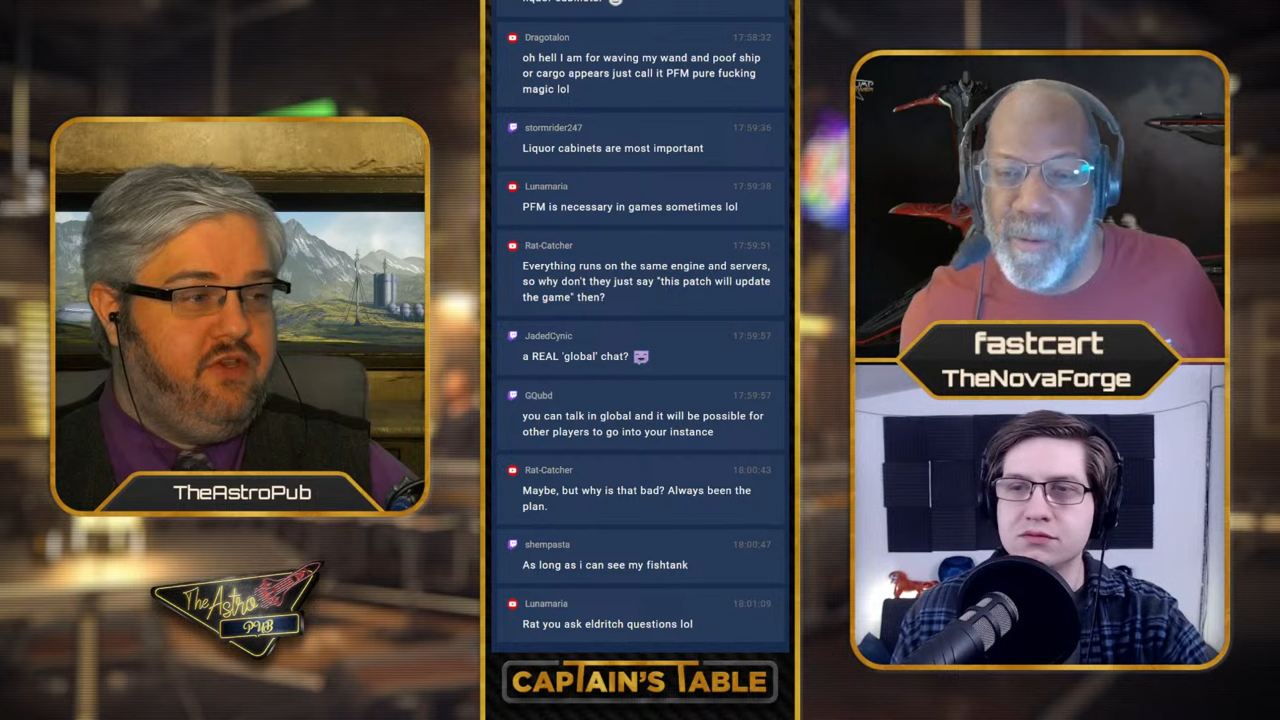 Dragotalon 17:58:32
oh hell I am for waving my wand and poof ship
or cargo appears just call it PFM pure fucking
magic lol
stormrider247 17:59:36
Liquor cabinets are most important
Lunamaria 17:59:38
PFM is necessary in games sometimes lol
Rat-Catcher 17:59:51
Everything runs on the same engine and servers,
so why don't they just say "this patch will update
the game" then?
JadedCynic 17:59:57
a REAL 'global' chat?
GQubd 17:59:57
you can talk in global and it will be possible for
other players to go into your instance
Rat-Catcher 18:00:43
Maybe, but why is that bad? Always been the
plan.
shempasta 18:00:47
As long as i can see my fishtank
Lunamaria 18:01:09
Rat you ask eldritch questions lol
CAPTAIN'S TABLE
TheAstroPub
The Astro
PUB
fastcart
TheNovaForge